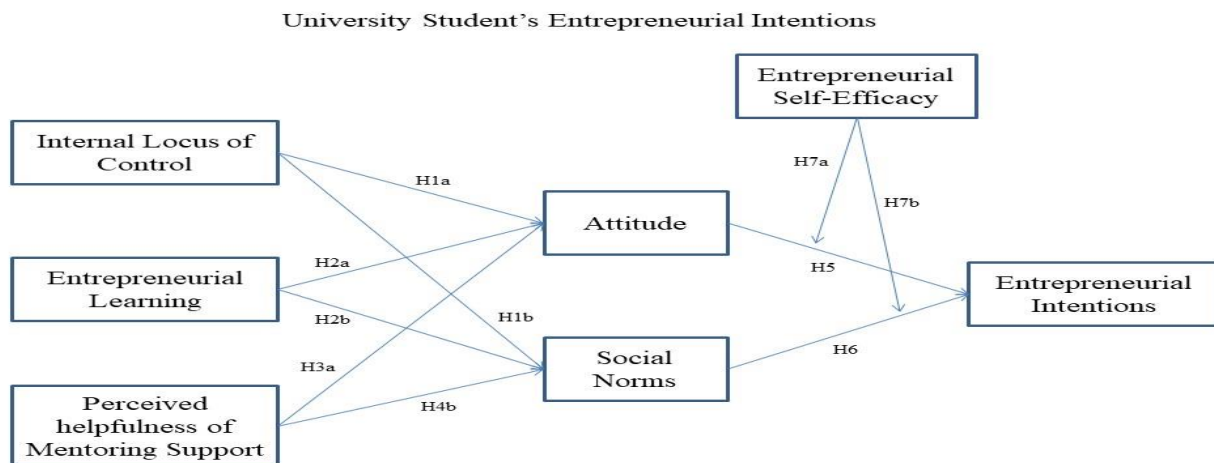 University Student's Entrepreneurial Intentions
Entrepreneurial
Self-Efficacy
Internal Locus of
Control
H7a
H1a
H7b
Attitude
H2a
H5
Entrepreneurial
Learning
Entrepreneurial
Intentions
H2b
H1b
H6
H3a
Social
Norms
H4b
Perceived
helpfulness of
Mentoring Support